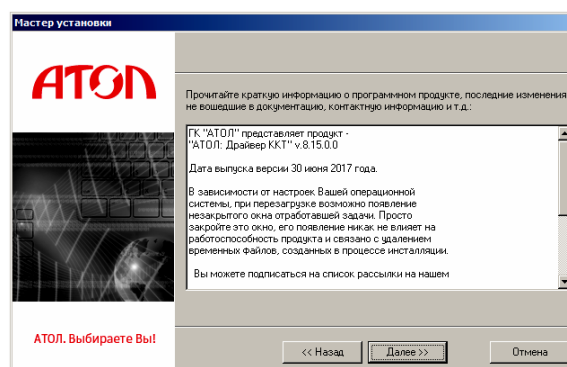 Мастер установки
АТОЛ
Прочитайте краткую информацию о программном продукте, последние изменения
не вошедшие в документацию, контактную информацию и т.д.:
ГК "АТОЛ" представляет продукт -
"АТОЛ: Драйвер ККТ" v.8.15.0.0
Дата выпуска версии 30 июня 2017 года.
В зависимости от настроек Вашей операционной
системы, при перезагрузке возможно появление
незакрытого окна отработавшей задачи. Просто
закройте это окно, его появление никак не влияет на
работоспособность продукта и связано с удалением
временных файлов, созданных в процессе инсталляции.
Вы можете подписаться на список рассылки на нашем
АТОЛ. Выбираете Вы!
<< Назад
Далее >>
Отмена